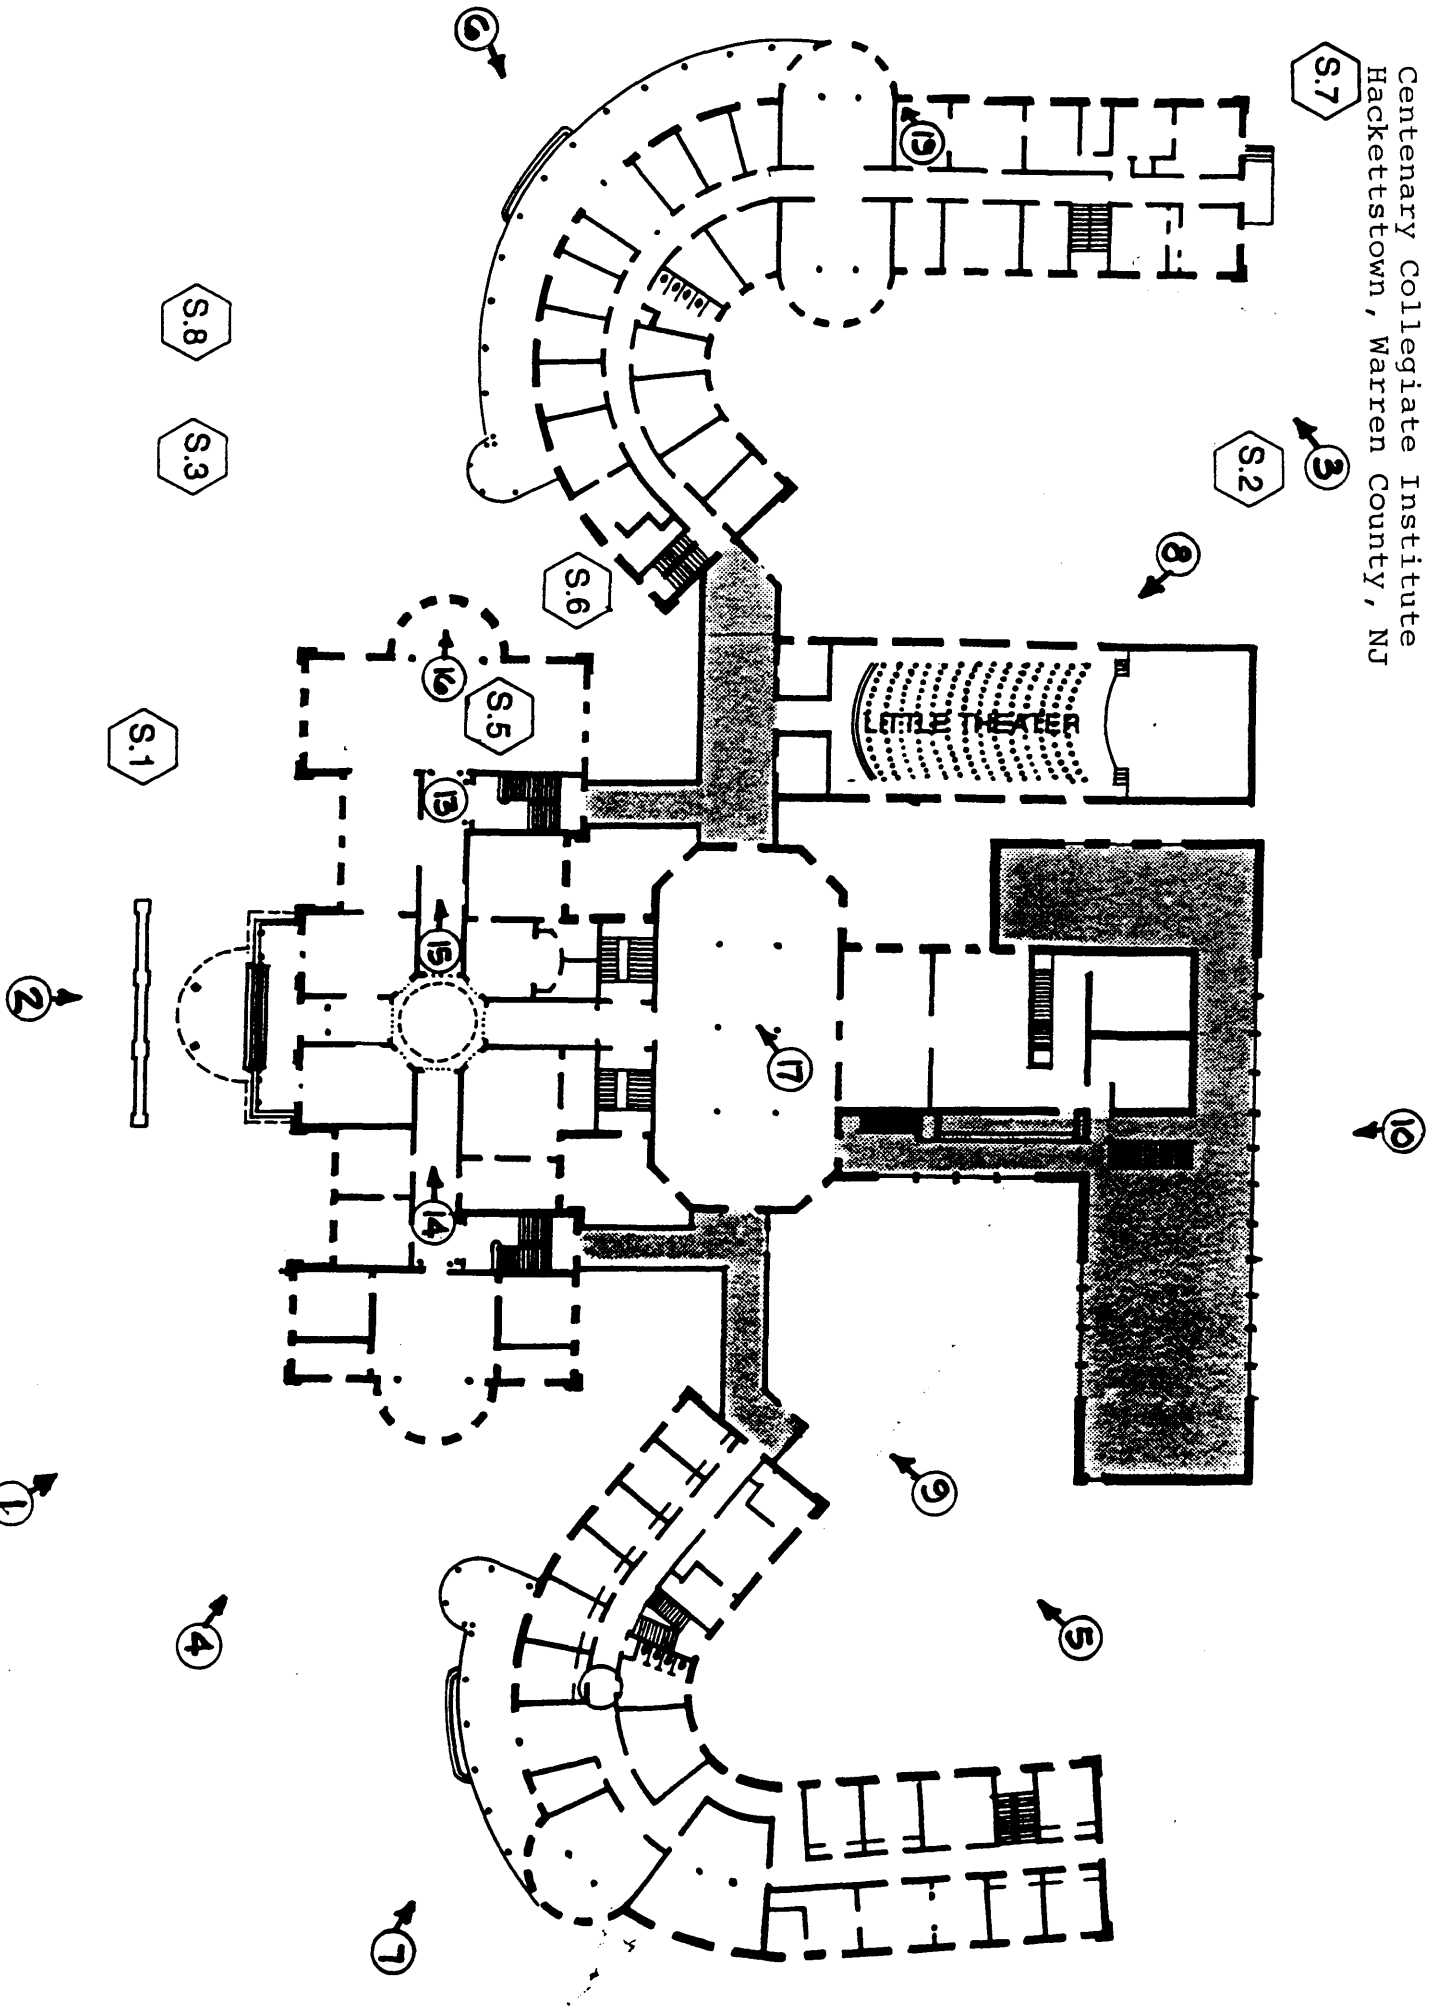 Centenary Collegiate Institute
Hackettstown, Warren County, NJ
S.7
3
S.2
8
10
6
19
LITTLE THEATER
9
5
17
S.8
S.3
S.6
16
S.5
13
15
14
S.1
2
1
4
7